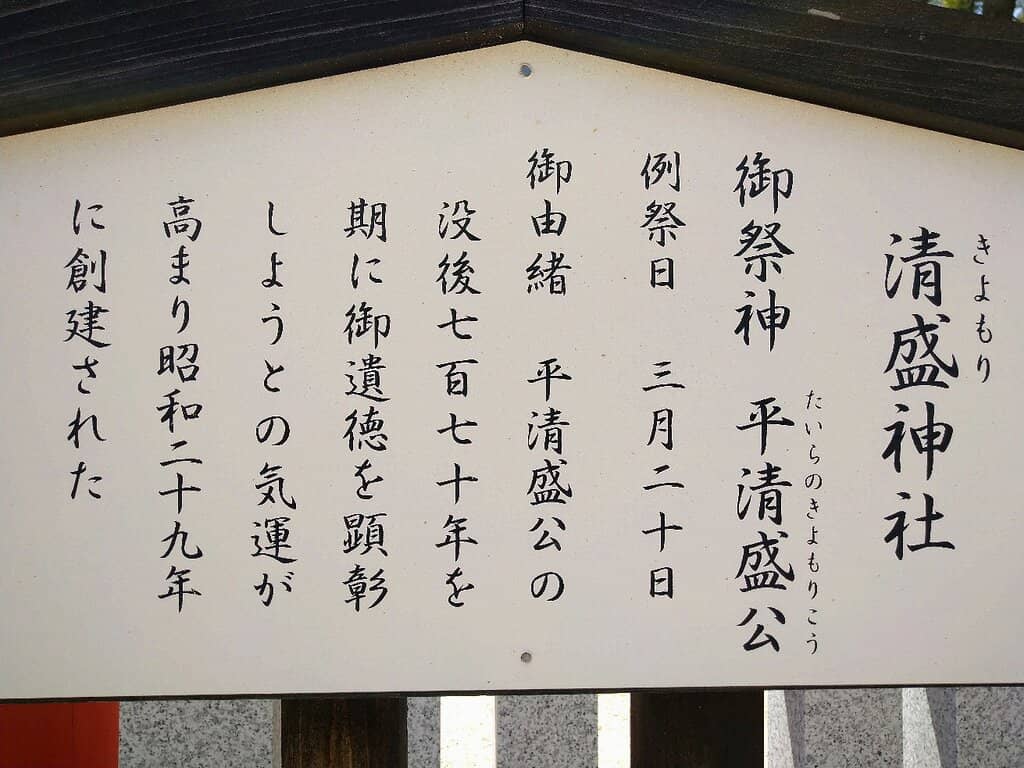 きよもり
清盛神社
たいらのきよもりこう
御祭神 平清盛公
例祭日 三月二十日
御由緒 平清盛公の
没後七百七十年を
期に御遺徳を顕彰
しようとの気運が
高まり昭和二十九年
に創建された